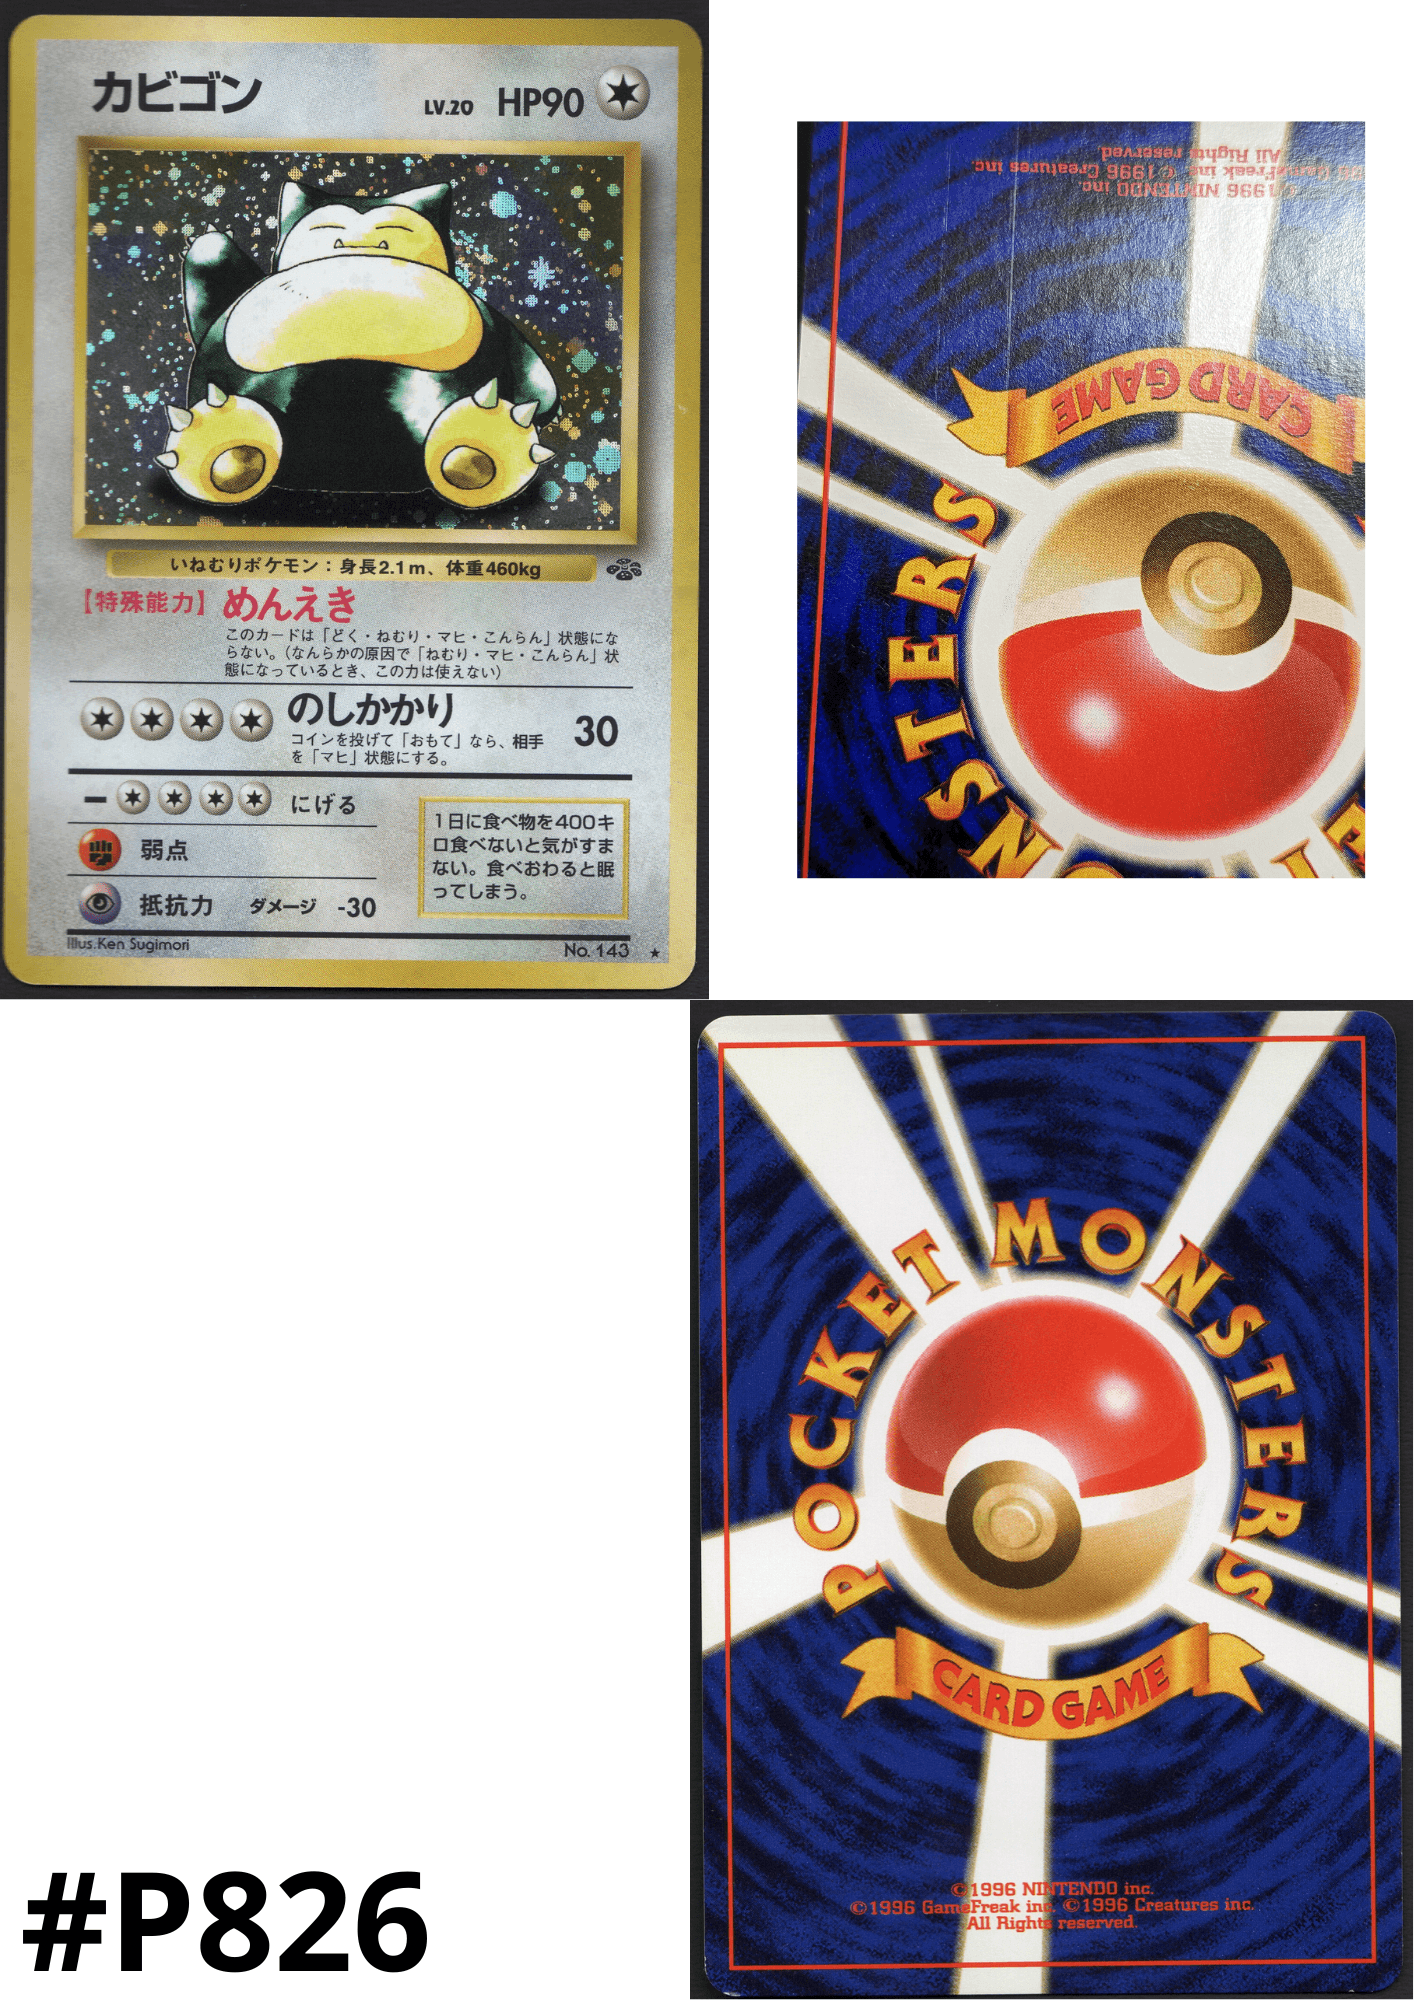 カビゴン
LV.20 HP90
いねむりポケモン：身長2.1m、体重460kg
【特殊能力】めんえき
このカードは「どく・ねむり・マヒ・こんらん」状態にな
らない。（なんらかの原因で「ねむり・マヒ・こんらん」状
態になっているとき、この力は使えない）
のしかかり 30
コインを投げて「おもて」なら、相手
を「マヒ」状態にする。
にげる
弱点
抵抗力 ダメージ -30
1日に食べ物を400キ
ロ食べないと気がすま
ない。食べおわると眠
ってしまう。
Illus.Ken Sugimori
No. 143 ★
©1996 NINTENDO inc.
GameFreak inc. ©1996 Creatures inc.
All Rights reserved.
CARD GAME
STERS
POCKET MONSTERS
CARD GAME
©1996 NINTENDO inc.
©1996 GameFreak inc. ©1996 Creatures inc.
All Rights reserved.
#P826